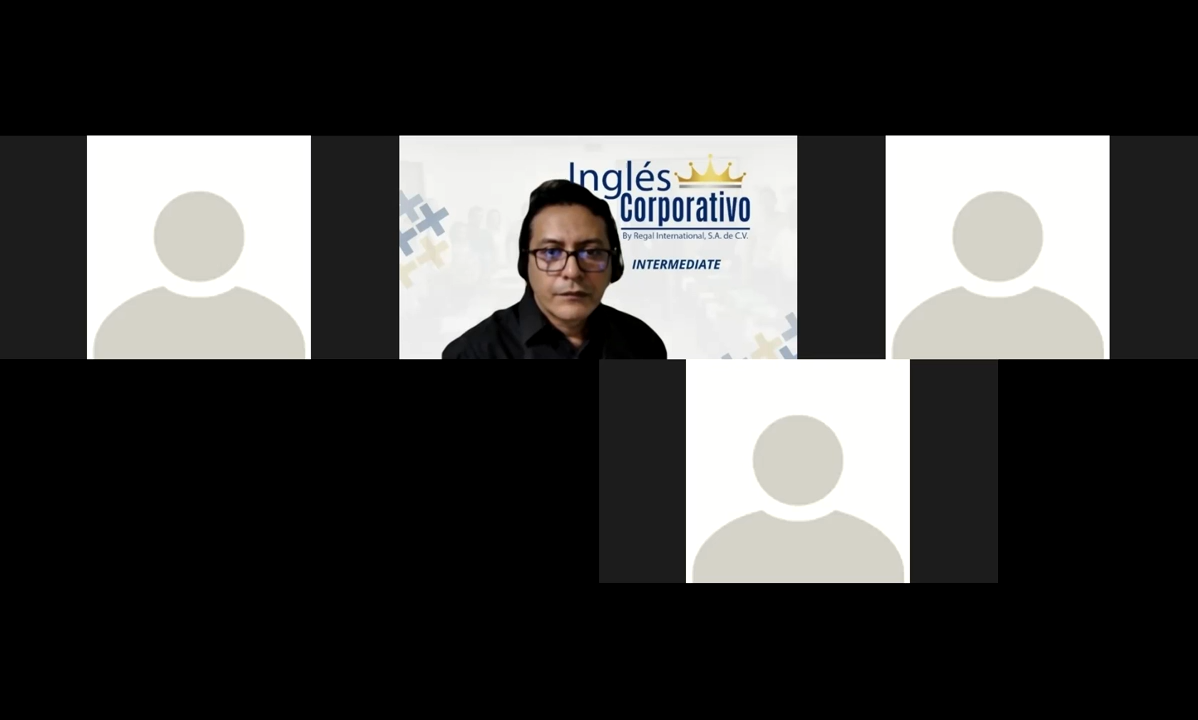 Inglés
Corporativo
By Regal International, S.A. de C.V.
INTERMEDIATE